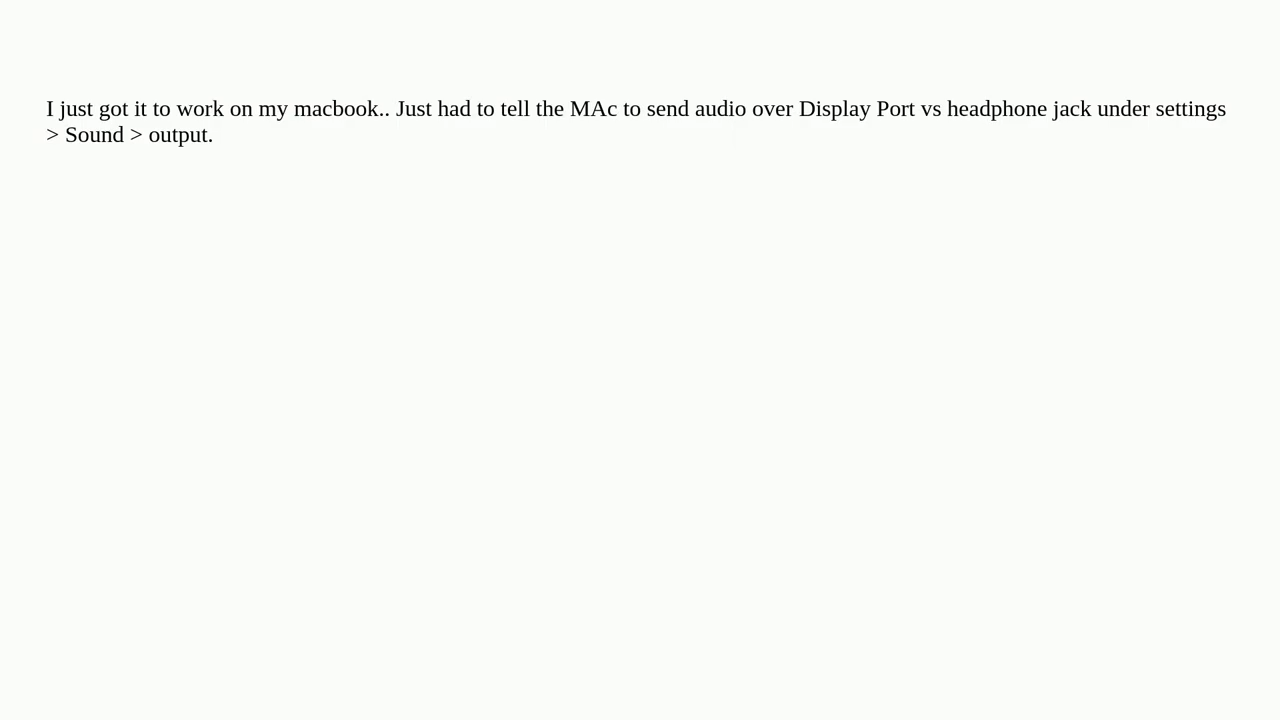 I just got it to work on my macbook.. Just had to tell the MAc to send audio over Display Port vs headphone jack under settings
> Sound > output.